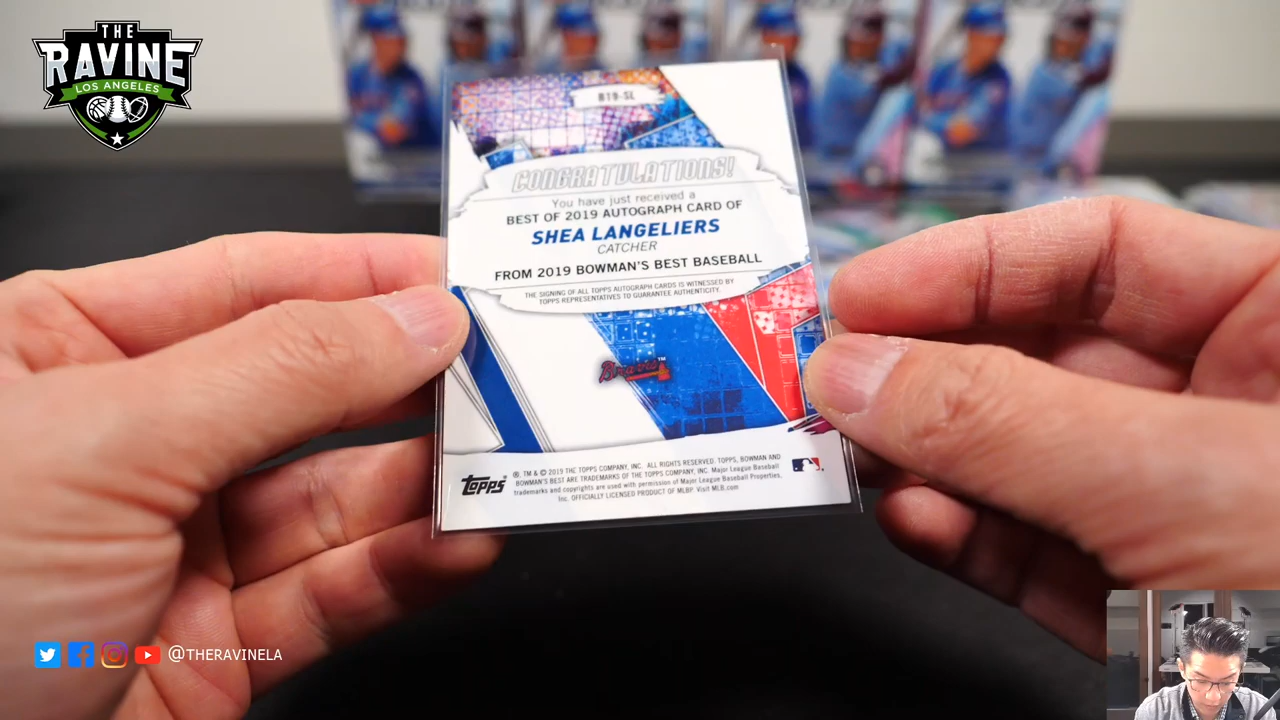 THE
RAVINE
LOS ANGELES
B19-SL
CONGRATULATIONS!
You have just received a
BEST OF 2019 AUTOGRAPH CARD OF
SHEA LANGELIERS
CATCHER
FROM 2019 BOWMAN'S BEST BASEBALL
THE SIGNING OF ALL TOPPS AUTOGRAPH CARDS IS WITNESSED BY
TOPPS REPRESENTATIVES TO GUARANTEE AUTHENTICITY.
Braves™
topps®
®, TM & © 2019 THE TOPPS COMPANY, INC. ALL RIGHTS RESERVED. TOPPS, BOWMAN AND
BOWMAN'S BEST ARE TRADEMARKS OF THE TOPPS COMPANY, INC. Major League Baseball
trademarks and copyrights are used with permission of Major League Baseball Properties,
Inc. OFFICIALLY LICENSED PRODUCT OF MLBP. Visit MLB.com
@THERAVINELA